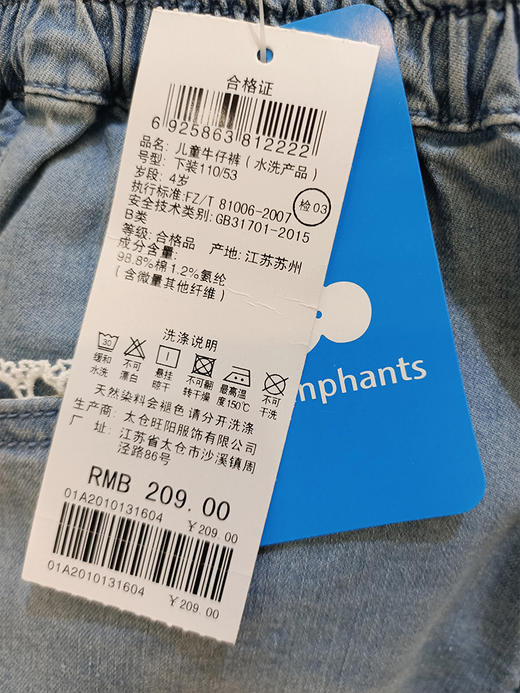 合格证
6 925863 812222
品名: 儿童牛仔裤(水洗产品)
号型: 下装110/53
岁段: 4岁
执行标准:FZ/T 81006-2007
检03
安全技术类别:GB31701-2015
B类
等级:合格品 产地:江苏苏州
成分含量:
98.8%棉1.2%氨纶
(含微量其他纤维)
洗涤说明
30
缓和水洗 不可漂白 悬挂晾干 不可翻转干燥 最高温度150℃ 不可干洗
天然染料会褪色请分开洗涤
生产商: 太仓旺阳服饰有限公司
厂 址: 江苏省太仓市沙溪镇周
泾路86号
RMB 209.00
01A2010131604 ¥209.00
01A2010131604 ¥209.00
nphants